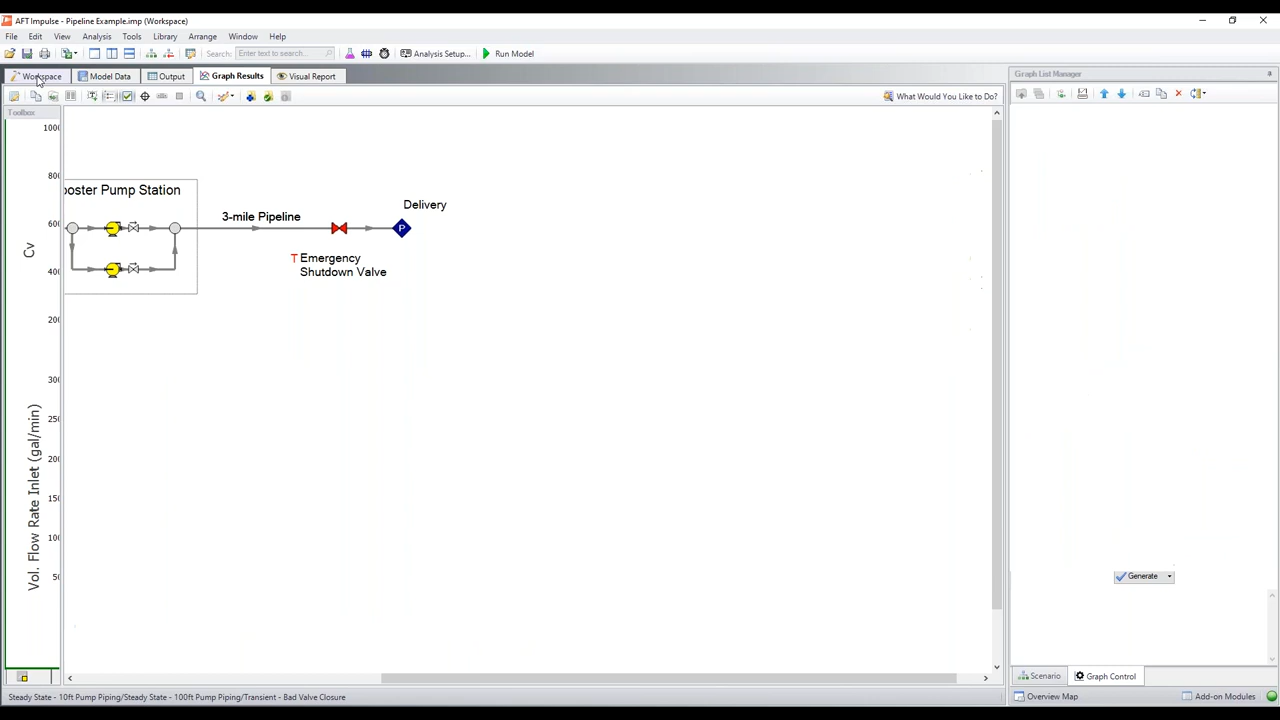 AFT Impulse - Pipeline Example.imp (Workspace)
File Edit View Analysis Tools Library Arrange Window Help
Search: Enter text to search... Analysis Setup... Run Model
Workspace Model Data Output Graph Results Visual Report
Graph List Manager
What Would You Like to Do?
Toolbox
1000
800
600
400
200
Cv
ooster Pump Station
3-mile Pipeline
Delivery
P
T Emergency
Shutdown Valve
300
250
200
150
100
50
Vol. Flow Rate Inlet (gal/min)
Generate
Scenario Graph Control
Steady State - 10ft Pump Piping/Steady State - 100ft Pump Piping/Transient - Bad Valve Closure
Overview Map Add-on Modules